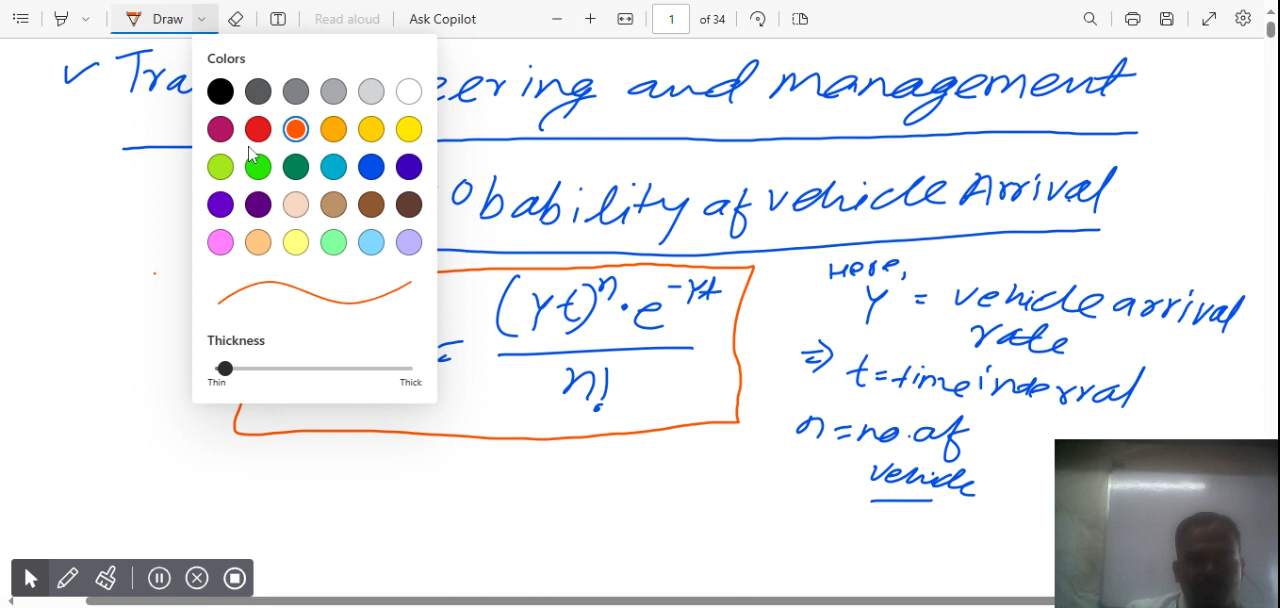 Draw Read aloud Ask Copilot 1 of 34
Colors
Thickness
Thin Thick
✓ Tra eering and management
obability of vehicle Arrival
= (γt)ⁿ · e^-γt / n!
Here,
γ = vehicle arrival
rate
⇒ t = time interval
n = no. of
vehicle